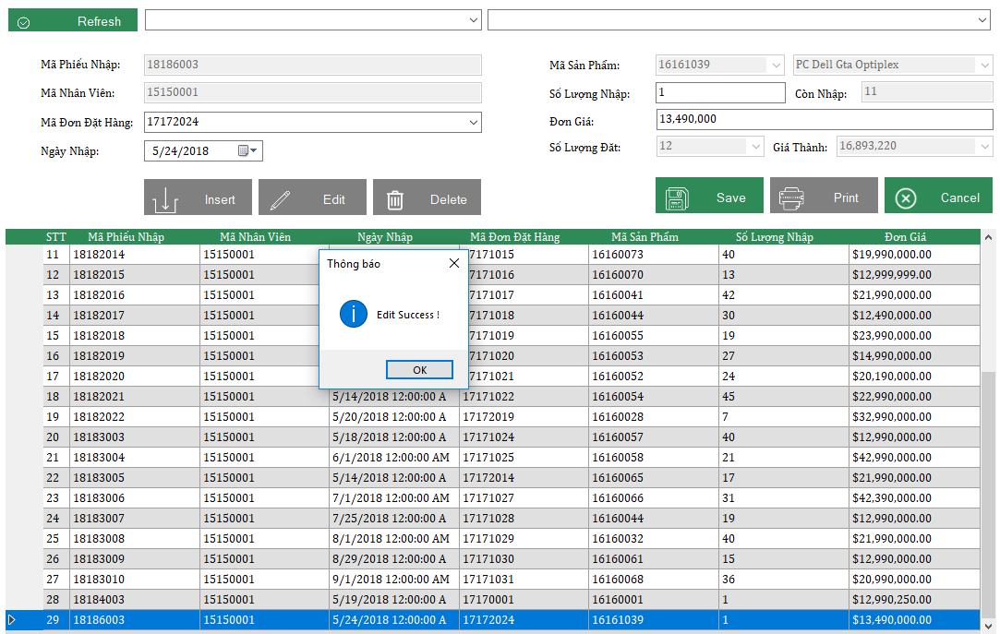 Refresh
Mã Phiếu Nhập: 18186003 Mã Sản Phẩm: 16161039 PC Dell Gta Optiplex
Mã Nhân Viên: 15150001 Số Lượng Nhập: 1 Còn Nhập: 11
Mã Đơn Đặt Hàng: 17172024 Đơn Giá: 13,490,000
Ngày Nhập: 5/24/2018 Số Lượng Đăt: 12 Giá Thành: 16,893,220
Insert Edit Delete Save Print Cancel
STT Mã Phiếu Nhập Mã Nhân Viên Ngày Nhập Mã Đơn Đặt Hàng Mã Sản Phẩm Số Lượng Nhập Đơn Giá
11 18182014 15150001 7171015 16160073 40 $19,990,000.00
Thông báo
12 18182015 15150001 7171016 16160070 13 $12,999,999.00
13 18182016 15150001 7171017 16160041 42 $21,990,000.00
14 18182017 15150001 7171018 16160044 30 $12,490,000.00
Edit Success !
15 18182018 15150001 7171019 16160055 19 $23,990,000.00
16 18182019 15150001 7171020 16160053 27 $14,990,000.00
OK
17 18182020 15150001 7171021 16160052 24 $20,190,000.00
18 18182021 15150001 5/14/2018 12:00:00 A 17171022 16160054 45 $22,990,000.00
19 18182022 15150001 5/20/2018 12:00:00 A 17172019 16160028 7 $32,990,000.00
20 18183003 15150001 5/18/2018 12:00:00 A 17171024 16160057 40 $12,990,000.00
21 18183004 15150001 6/1/2018 12:00:00 AM 17171025 16160058 21 $42,990,000.00
22 18183005 15150001 5/14/2018 12:00:00 A 17172014 16160065 17 $21,990,000.00
23 18183006 15150001 7/1/2018 12:00:00 AM 17171027 16160066 31 $42,390,000.00
24 18183007 15150001 7/25/2018 12:00:00 A 17171028 16160044 19 $12,990,000.00
25 18183008 15150001 8/1/2018 12:00:00 AM 17171029 16160032 40 $21,990,000.00
26 18183009 15150001 8/29/2018 12:00:00 A 17171030 16160061 15 $12,990,000.00
27 18183010 15150001 9/1/2018 12:00:00 AM 17171031 16160068 36 $20,990,000.00
28 18184003 15150001 5/19/2018 12:00:00 A 17170001 16160001 1 $12,990,250.00
29 18186003 15150001 5/24/2018 12:00:00 A 17172024 16161039 1 $13,490,000.00